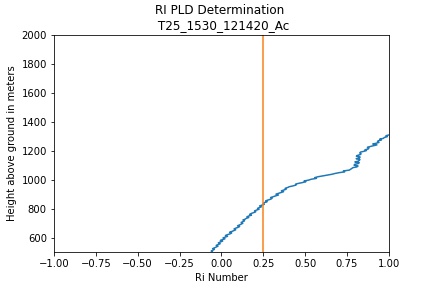 RI PLD Determination
T25_1530_121420_Ac
2000
1800
1600
1400
1200
1000
800
600
Height above ground in meters
−1.00 −0.75 −0.50 −0.25 0.00 0.25 0.50 0.75 1.00
Ri Number